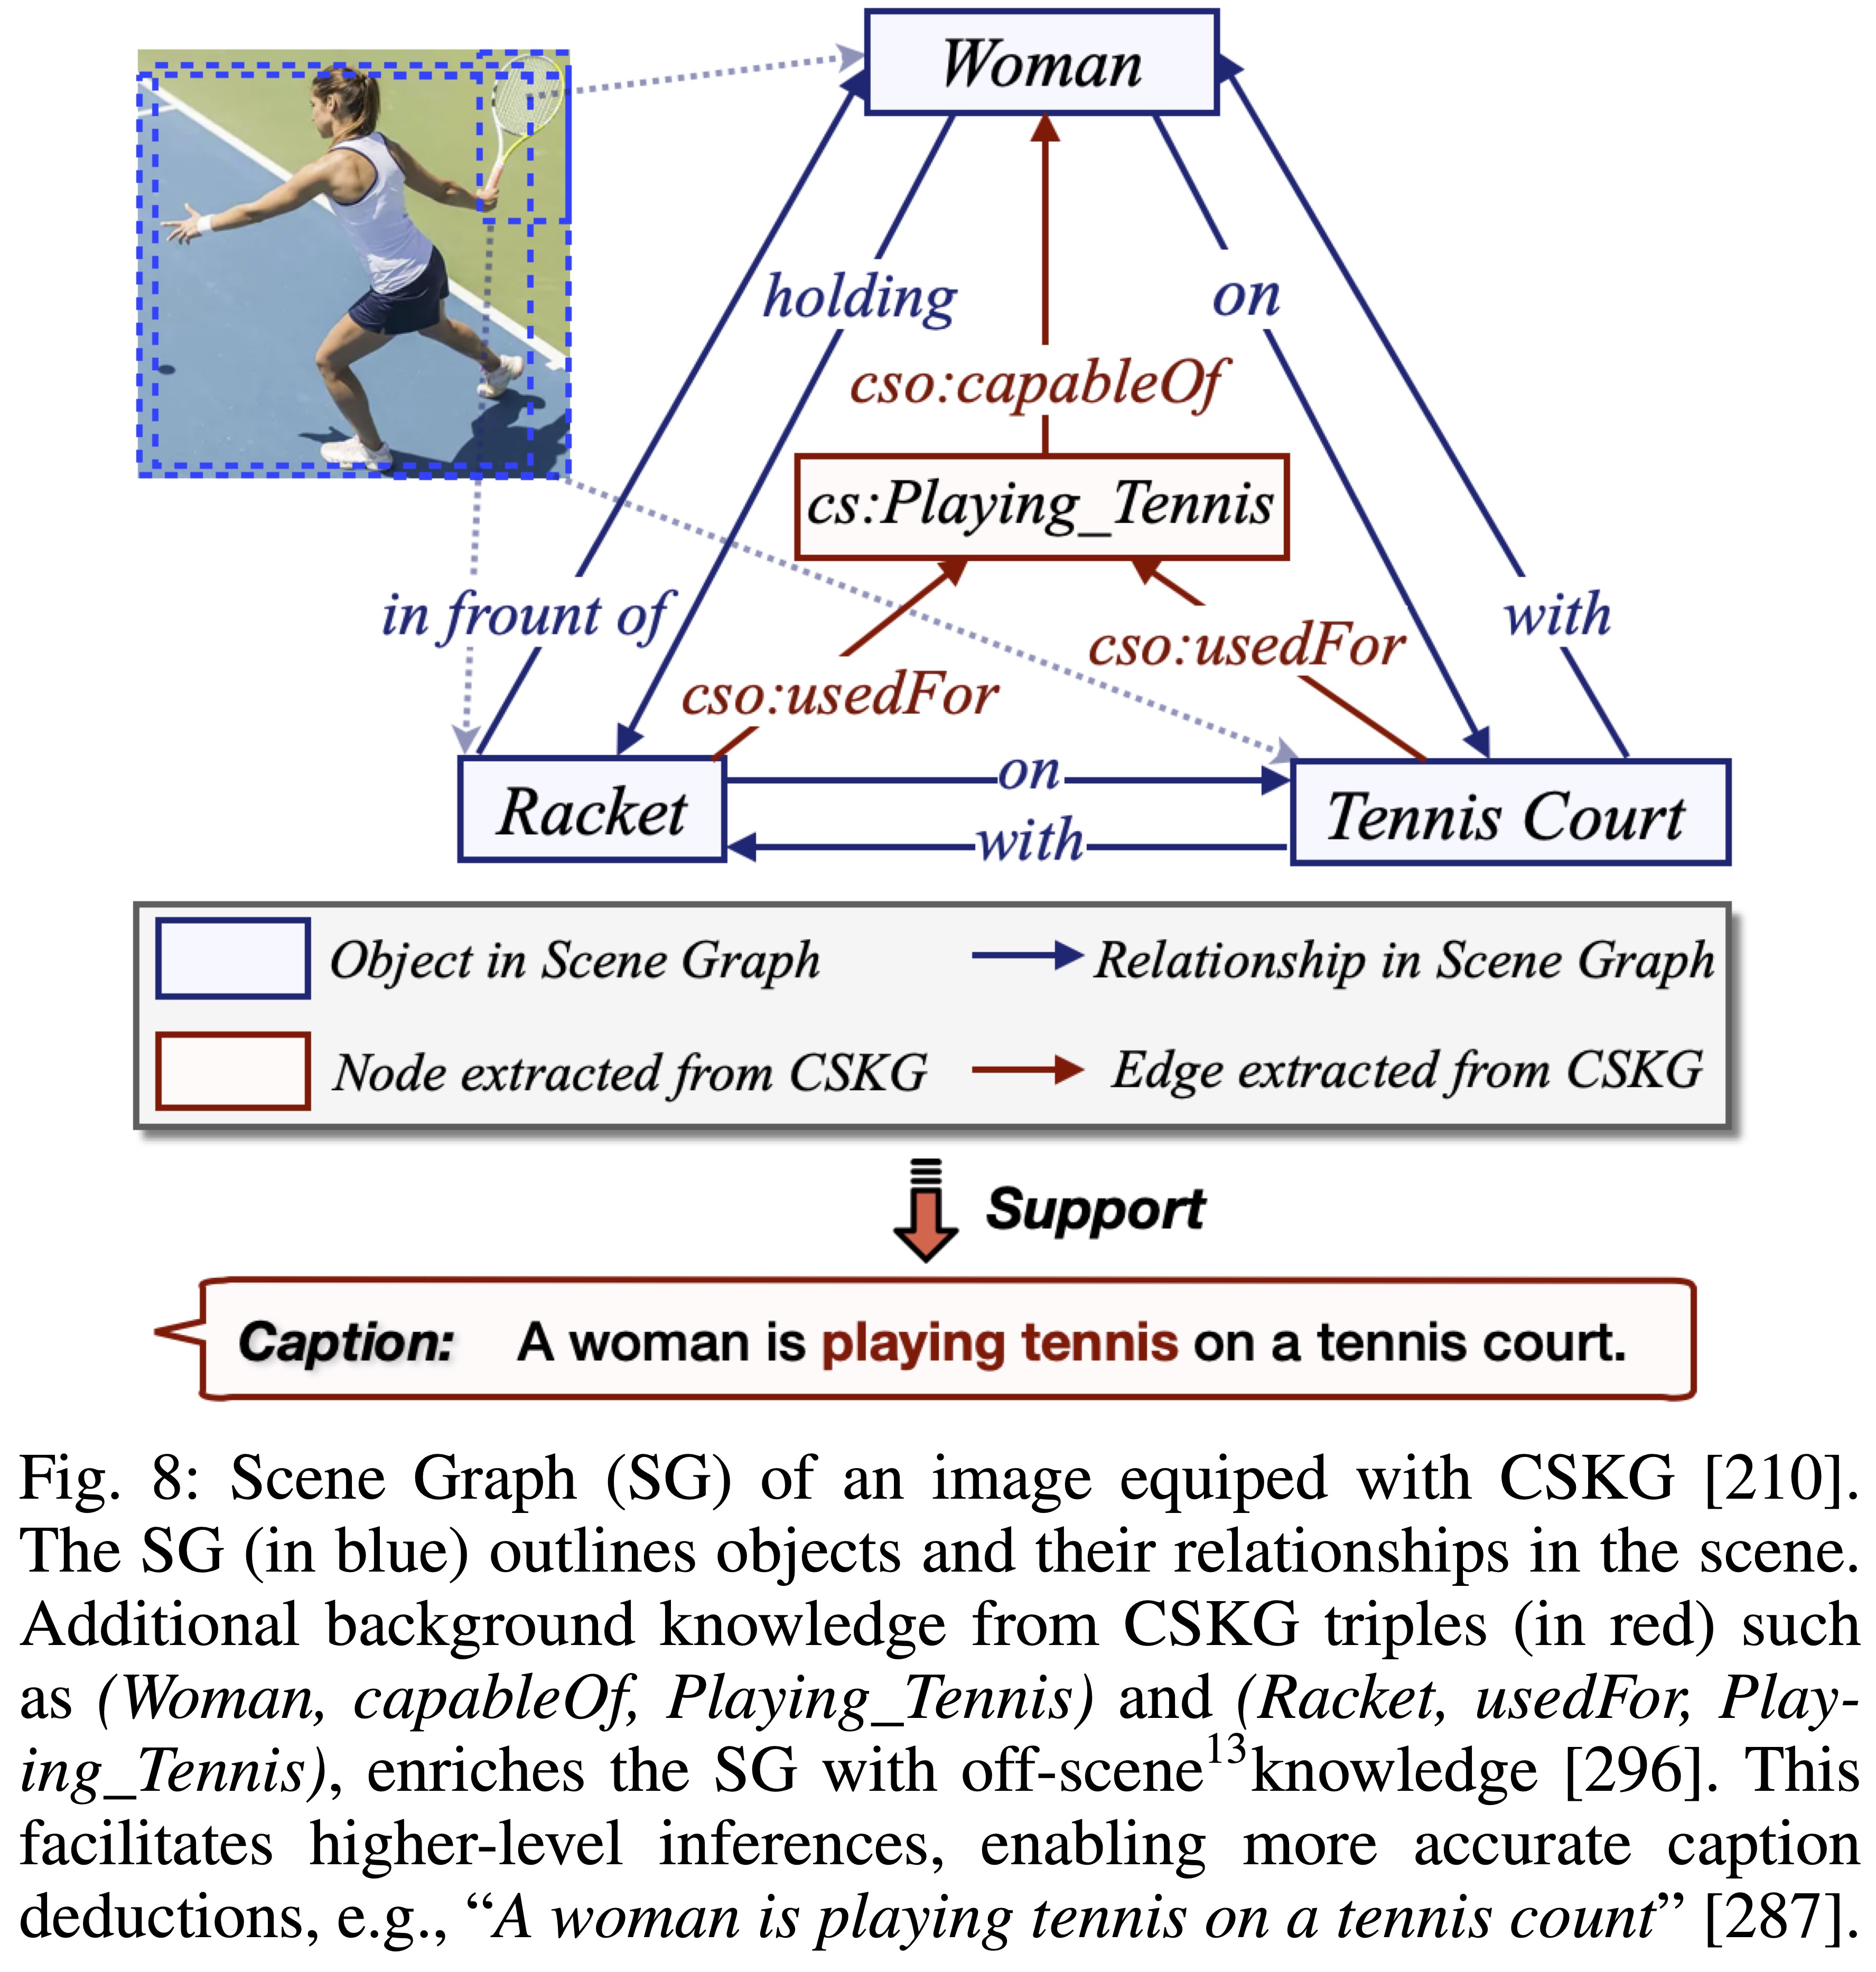 Woman
holding
on
cso:capableOf
cs:Playing_Tennis
in frount of
with
cso:usedFor
cso:usedFor
on
Racket
Tennis Court
with
Object in Scene Graph
Relationship in Scene Graph
Node extracted from CSKG
Edge extracted from CSKG
Support
Caption: A woman is playing tennis on a tennis court.
Fig. 8: Scene Graph (SG) of an image equiped with CSKG [210].
The SG (in blue) outlines objects and their relationships in the scene.
Additional background knowledge from CSKG triples (in red) such
as (Woman, capableOf, Playing_Tennis) and (Racket, usedFor, Play-
ing_Tennis), enriches the SG with off-scene13knowledge [296]. This
facilitates higher-level inferences, enabling more accurate caption
deductions, e.g., “A woman is playing tennis on a tennis count” [287].